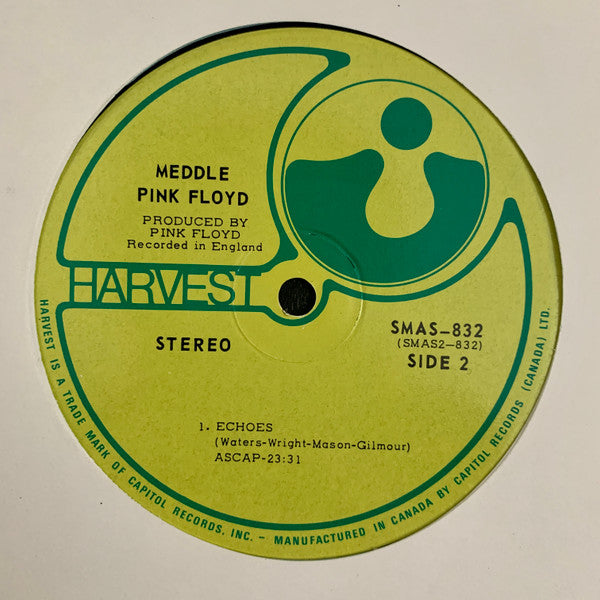 MEDDLE
PINK FLOYD
PRODUCED BY
PINK FLOYD
Recorded in England
HARVEST
STEREO
SMAS-832
(SMAS2-832)
SIDE 2
1. ECHOES
(Waters-Wright-Mason-Gilmour)
ASCAP-23:31
HARVEST IS A TRADE MARK OF CAPITOL RECORDS, INC. - MANUFACTURED IN CANADA BY CAPITOL RECORDS (CANADA) LTD.